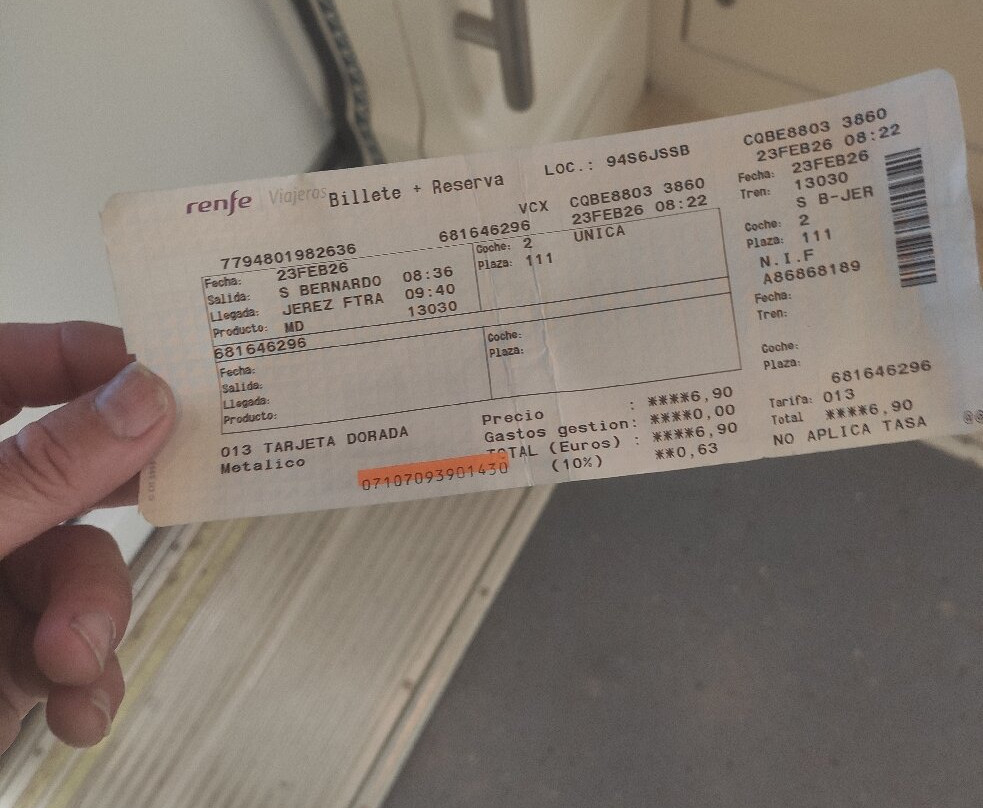 renfe Viajeros Billete + Reserva
LOC.: 94S6JSSB
VCX CQBE8803 3860
7794801982636 681646296 23FEB26 08:22
Fecha: 23FEB26
Salida: S BERNARDO 08:36
Llegada: JEREZ FTRA 09:40
Producto: MD 13030
Coche: 2 UNICA
Plaza: 111
681646296
Fecha:
Salida:
Llegada:
Producto:
Coche:
Plaza:
013 TARJETA DORADA
Metalico
07107093901430
Precio : ****6,90
Gastos gestion: ****0,00
TOTAL (Euros) : ****6,90
(10%) **0,63
CQBE8803 3860
23FEB26 08:22
Fecha: 23FEB26
Tren: 13030
S B-JER
Coche: 2
Plaza: 111
N.I.F
A86868189
Fecha:
Tren:
Coche:
Plaza:
681646296
Tarifa: 013
Total ****6,90
NO APLICA TASA
@@